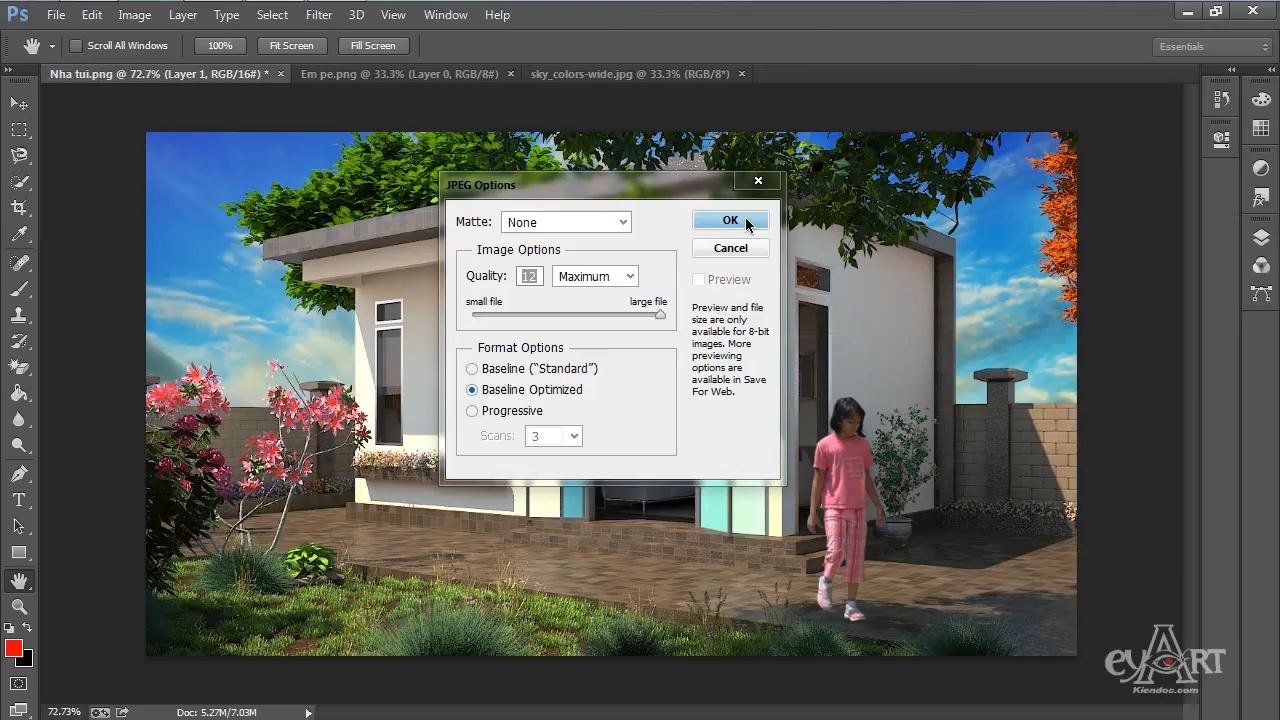 Ps File Edit Image Layer Type Select Filter 3D View Window Help
Scroll All Windows 100% Fit Screen Fill Screen Essentials
Nha tui.png @ 72.7% (Layer 1, RGB/16#) * × Em pe.png @ 33.3% (Layer 0, RGB/8#) × sky_colors-wide.jpg @ 33.3% (RGB/8*) ×
JPEG Options
Matte: None OK
Image Options Cancel
Quality: 12 Maximum Preview
small file large file
Preview and file
size are only
available for 8-bit
images. More
previewing
options are
available in Save
For Web.
Format Options
Baseline (“Standard”)
Baseline Optimized
Progressive
Scans: 3
eyART
Kiendoc.com
72.73% Doc: 5.27M/7.03M